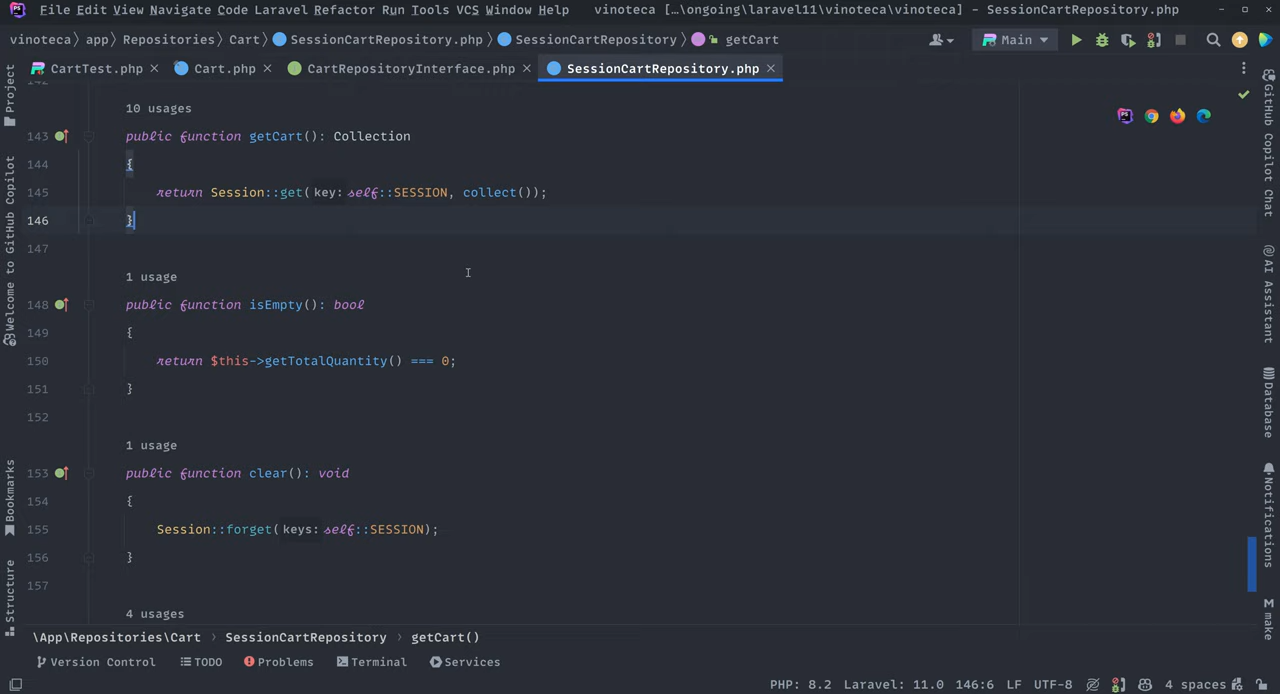 File Edit View Navigate Code Laravel Refactor Run Tools VCS Window Help vinoteca [...\ongoing\laravel11\vinoteca\vinoteca] - SessionCartRepository.php
vinoteca app Repositories Cart SessionCartRepository.php SessionCartRepository getCart Main
CartTest.php Cart.php CartRepositoryInterface.php SessionCartRepository.php
Project
Welcome to GitHub Copilot
Bookmarks
Structure
142
10 usages
143 public function getCart(): Collection
144 {
145 return Session::get( key: self::SESSION, collect());
146 }
147
1 usage
148 public function isEmpty(): bool
149 {
150 return $this->getTotalQuantity() === 0;
151 }
152
1 usage
153 public function clear(): void
154 {
155 Session::forget( keys: self::SESSION);
156 }
157
4 usages
GitHub Copilot Chat
AI Assistant
Database
Notifications
M make
\App\Repositories\Cart › SessionCartRepository › getCart()
Version Control TODO Problems Terminal Services
PHP: 8.2 Laravel: 11.0 146:6 LF UTF-8 4 spaces